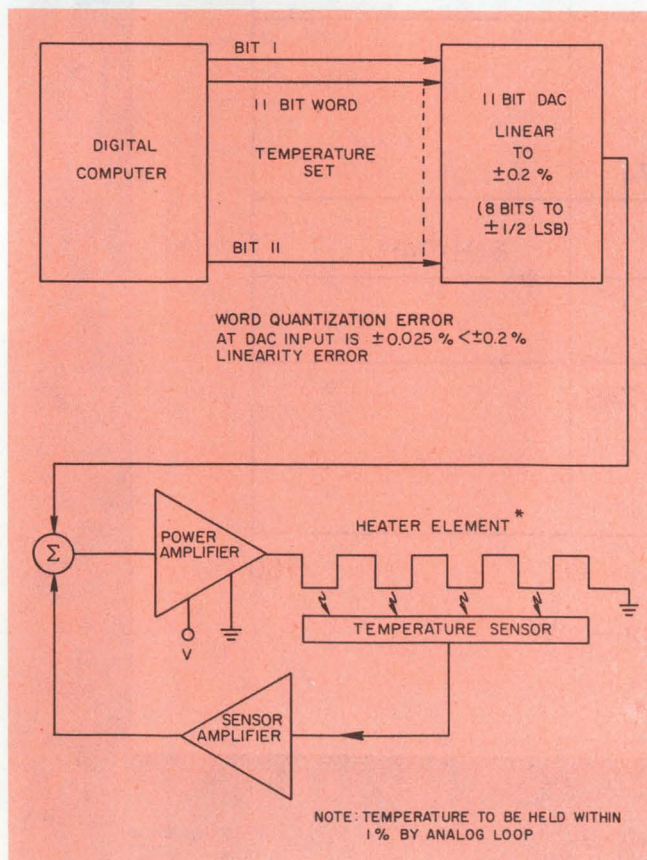 BIT I
11 BIT WORD
TEMPERATURE
SET
BIT II
DIGITAL
COMPUTER
11 BIT DAC
LINEAR
TO
±0.2 %
(8 BITS TO
±1/2 LSB)
WORD QUANTIZATION ERROR
AT DAC INPUT IS ±0.025 % <±0.2 %
LINEARITY ERROR
Σ
POWER
AMPLIFIER
V
HEATER ELEMENT *
TEMPERATURE SENSOR
SENSOR
AMPLIFIER
NOTE: TEMPERATURE TO BE HELD WITHIN
1% BY ANALOG LOOP